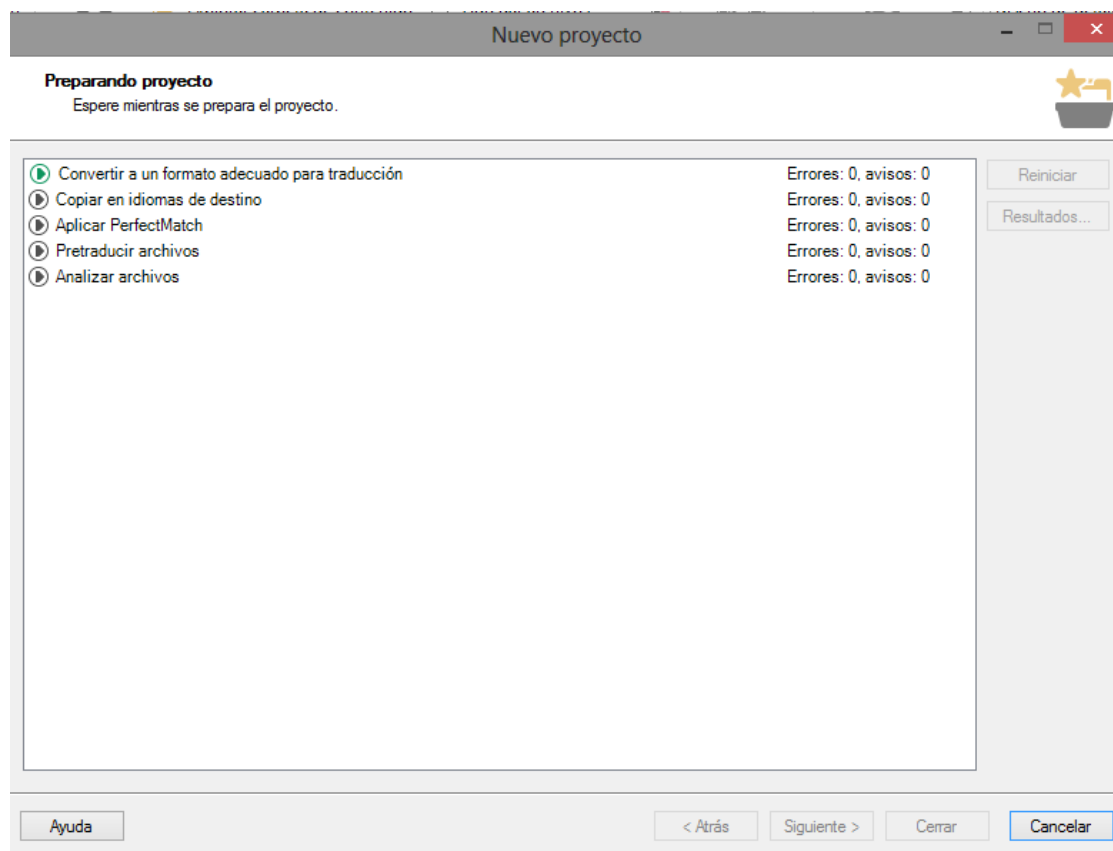 Nuevo proyecto
Preparando proyecto
Espere mientras se prepara el proyecto.
Convertir a un formato adecuado para traducción Errores: 0, avisos: 0
Copiar en idiomas de destino Errores: 0, avisos: 0
Aplicar PerfectMatch Errores: 0, avisos: 0
Pretraducir archivos Errores: 0, avisos: 0
Analizar archivos Errores: 0, avisos: 0
Reiniciar
Resultados...
Ayuda < Atrás Siguiente > Cerrar Cancelar